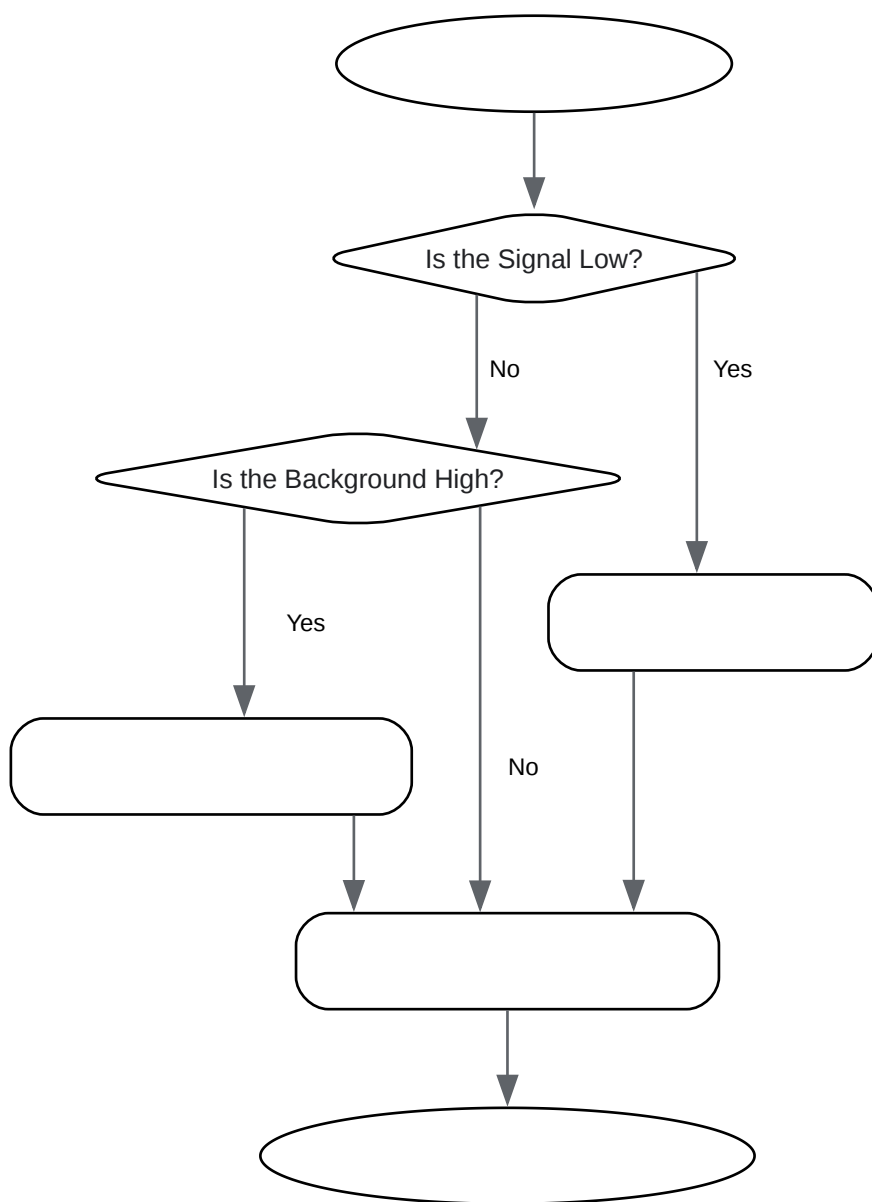 Is the Signal Low?
No
Yes
Is the Background High?
Yes
No